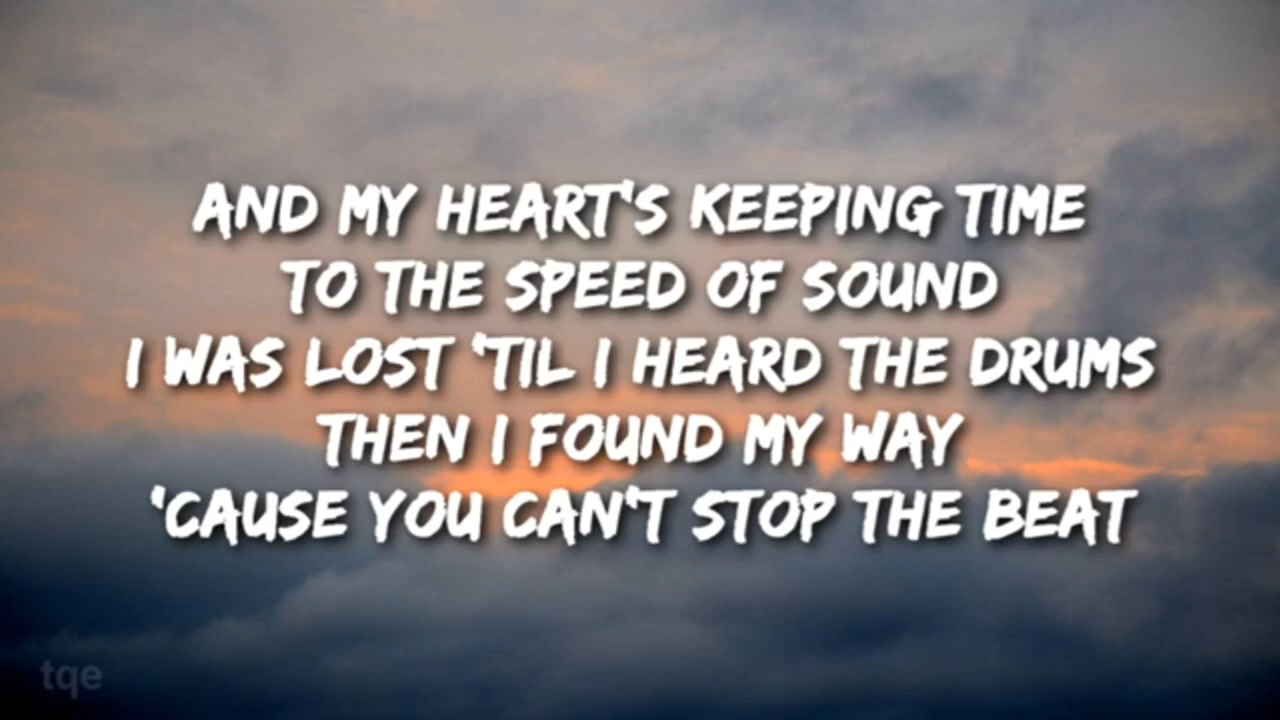 AND MY HEART'S KEEPING TIME
TO THE SPEED OF SOUND
I WAS LOST 'TIL I HEARD THE DRUMS
THEN I FOUND MY WAY
'CAUSE YOU CAN'T STOP THE BEAT
tqe